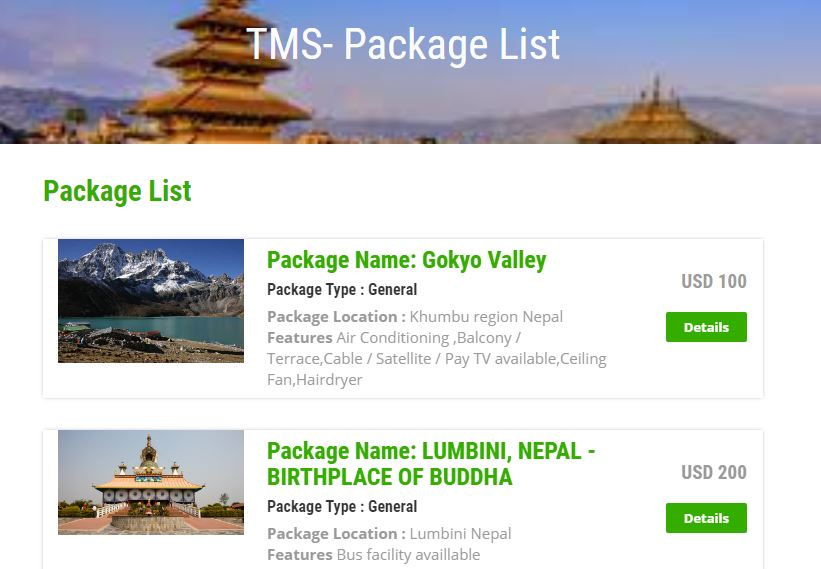 TMS- Package List
Package List
Package Name: Gokyo Valley
Package Type : General
Package Location : Khumbu region Nepal
Features Air Conditioning ,Balcony /
Terrace,Cable / Satellite / Pay TV available,Ceiling
Fan,Hairdryer
USD 100
Details
Package Name: LUMBINI, NEPAL -
BIRTHPLACE OF BUDDHA
Package Type : General
Package Location : Lumbini Nepal
Features Bus facility availlable
USD 200
Details